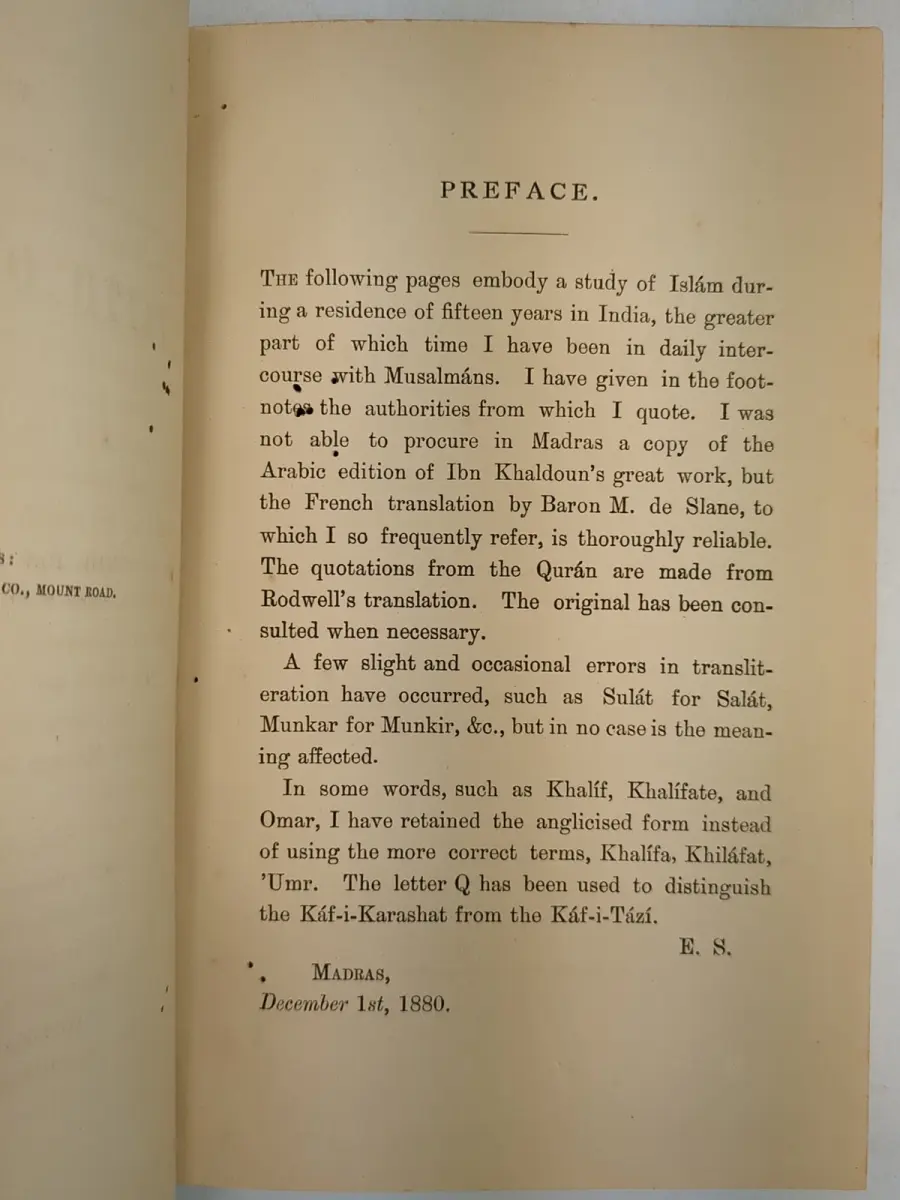 S:
CO., MOUNT ROAD.
PREFACE.
THE following pages embody a study of Islám dur-
ing a residence of fifteen years in India, the greater
part of which time I have been in daily inter-
course with Musalmáns. I have given in the foot-
notes the authorities from which I quote. I was
not able to procure in Madras a copy of the
Arabic edition of Ibn Khaldoun's great work, but
the French translation by Baron M. de Slane, to
which I so frequently refer, is thoroughly reliable.
The quotations from the Qurán are made from
Rodwell's translation. The original has been con-
sulted when necessary.
A few slight and occasional errors in translit-
eration have occurred, such as Sulát for Salát,
Munkar for Munkir, &c., but in no case is the mean-
ing affected.
In some words, such as Khalíf, Khalífate, and
Omar, I have retained the anglicised form instead
of using the more correct terms, Khalífa, Khiláfat,
'Umr. The letter Q has been used to distinguish
the Káf-i-Karashat from the Káf-i-Tází.
E. S.
MADRAS,
December 1st, 1880.